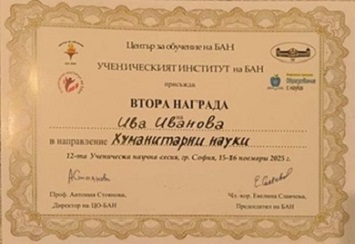 Център за обучение на БАН
УЧЕНИЧЕСКИЯТ ИНСТИТУТ на БАН
присъжда
ВТОРА НАГРАДА
на
Ива Иванова
в направление Хуманитарни науки
12-та Ученическа научна сесия, гр. София, 15-16 ноември 2025 г.
Проф. Антония Стоянова,
Директор на ЦО-БАН
Чл.-кор. Евелина Славчева,
Председател на БАН